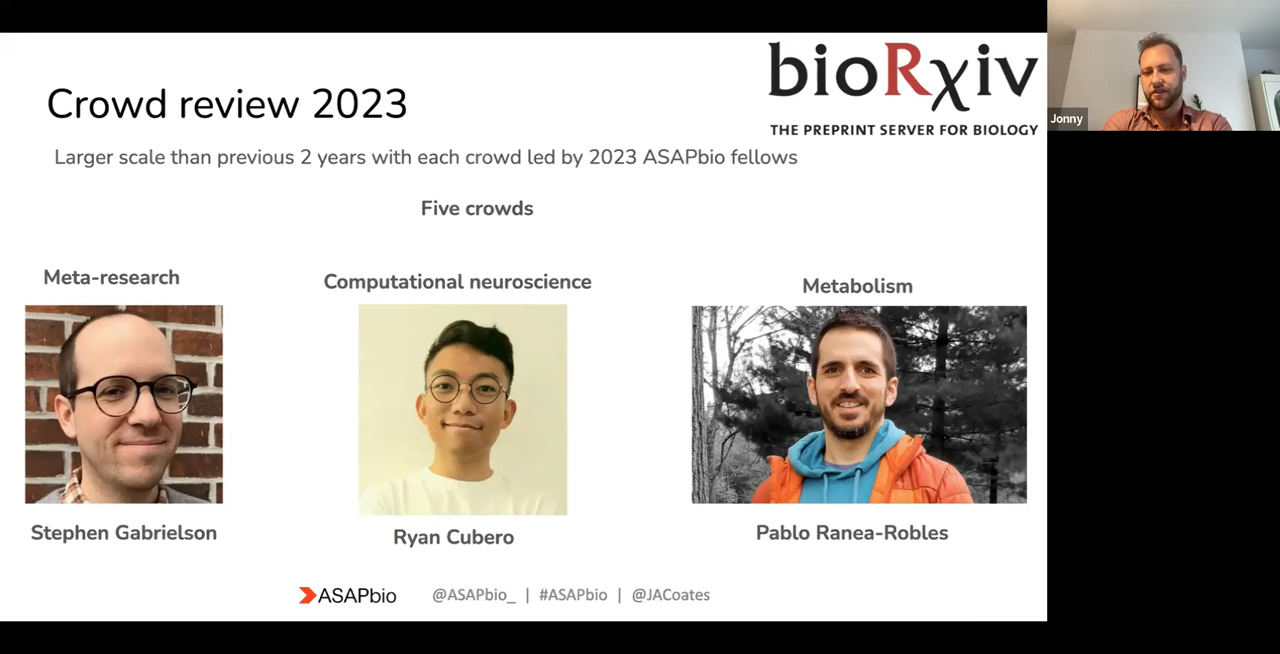 bioRχiv
THE PREPRINT SERVER FOR BIOLOGY
Jonny
Crowd review 2023
Larger scale than previous 2 years with each crowd led by 2023 ASAPbio fellows
Five crowds
Meta-research
Computational neuroscience
Metabolism
Stephen Gabrielson
Ryan Cubero
Pablo Ranea-Robles
ASAPbio
@ASAPbio_ | #ASAPbio | @JACoates